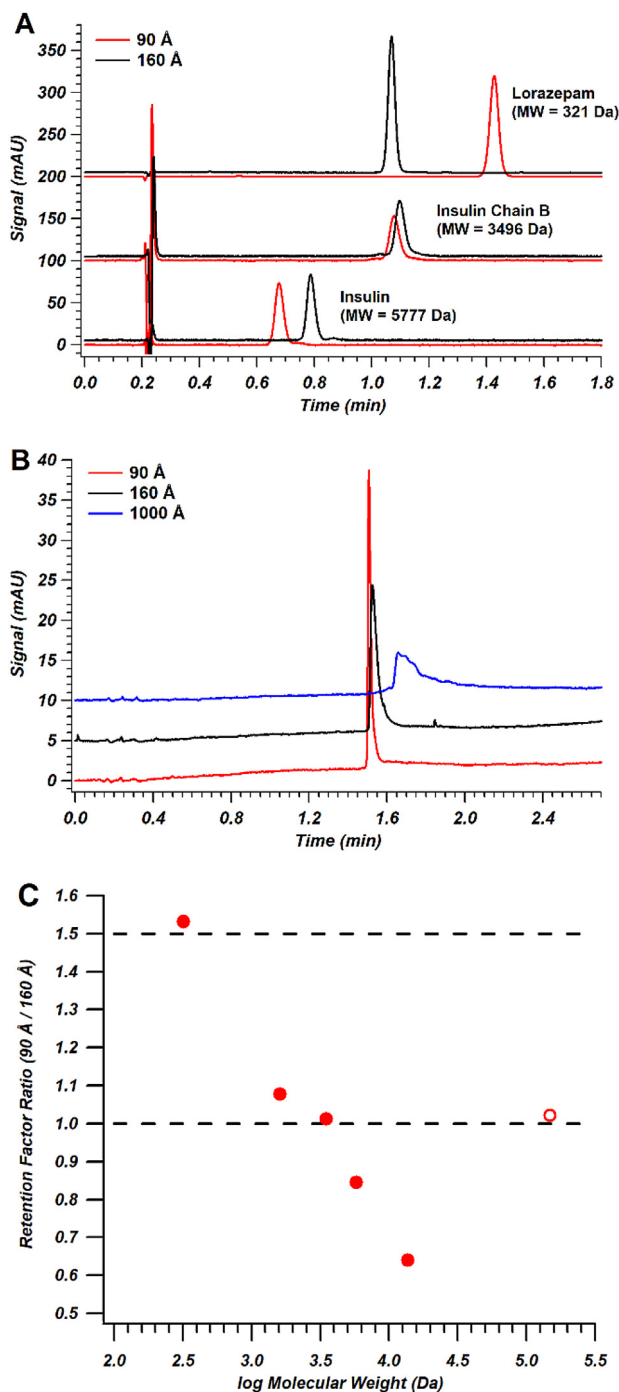 A
90 Å
160 Å
Lorazepam
(MW = 321 Da)
Insulin Chain B
(MW = 3496 Da)
Insulin
(MW = 5777 Da)
Signal (mAU)
350
300
250
200
150
100
50
0
0.0 0.2 0.4 0.6 0.8 1.0 1.2 1.4 1.6 1.8
Time (min)
B
90 Å
160 Å
1000 Å
Signal (mAU)
40
35
30
25
20
15
10
5
0
0.0 0.4 0.8 1.2 1.6 2.0 2.4
Time (min)
C
Retention Factor Ratio (90 Å / 160 Å)
1.6
1.5
1.4
1.3
1.2
1.1
1.0
0.9
0.8
0.7
0.6
0.5
2.0 2.5 3.0 3.5 4.0 4.5 5.0 5.5
log Molecular Weight (Da)